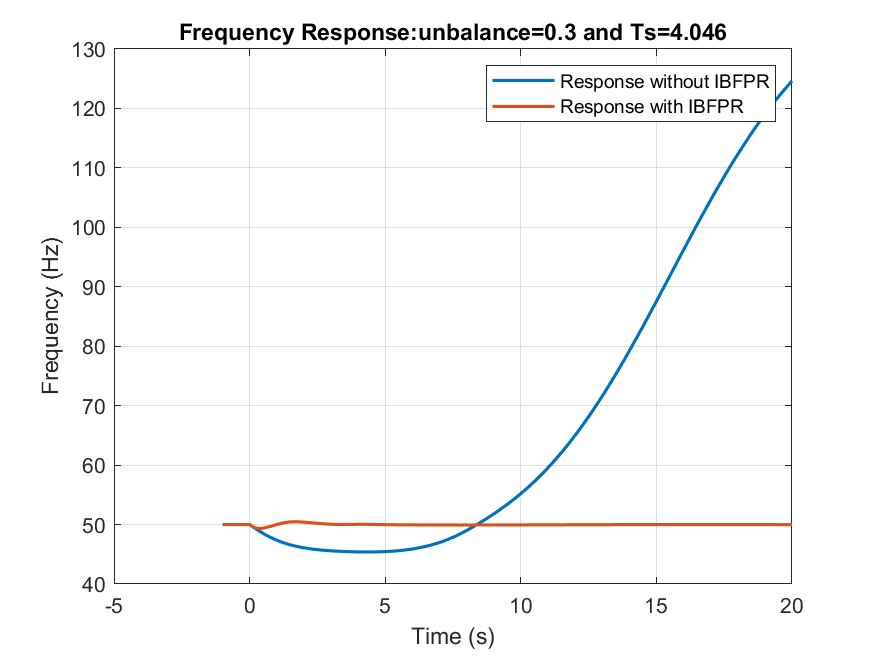 Frequency Response:unbalance=0.3 and Ts=4.046
Response without IBFPR
Response with IBFPR
130
120
110
100
90
80
70
60
50
40
Frequency (Hz)
-5 0 5 10 15 20
Time (s)